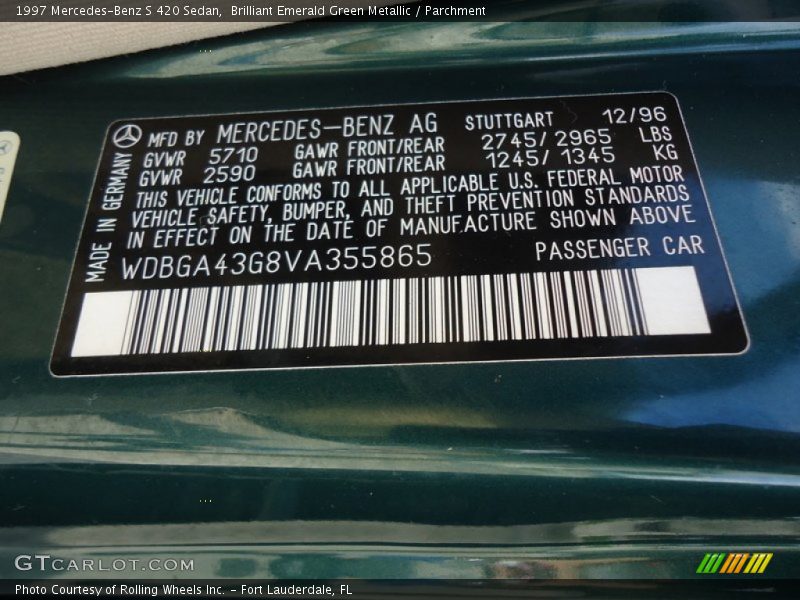 1997 Mercedes-Benz S 420 Sedan,  Brilliant Emerald Green Metallic / Parchment
MFD BY MERCEDES-BENZ AG STUTTGART 12/96
GVWR 5710 GAWR FRONT/REAR 2745/ 2965 LBS
GVWR 2590 GAWR FRONT/REAR 1245/ 1345 KG
THIS VEHICLE CONFORMS TO ALL APPLICABLE U.S. FEDERAL MOTOR
VEHICLE SAFETY, BUMPER, AND THEFT PREVENTION STANDARDS
IN EFFECT ON THE DATE OF MANUFACTURE SHOWN ABOVE
WDBGA43G8VA355865 PASSENGER CAR
MADE IN GERMANY
GTCARLOT.COM
Photo Courtesy of Rolling Wheels Inc. - Fort Lauderdale, FL